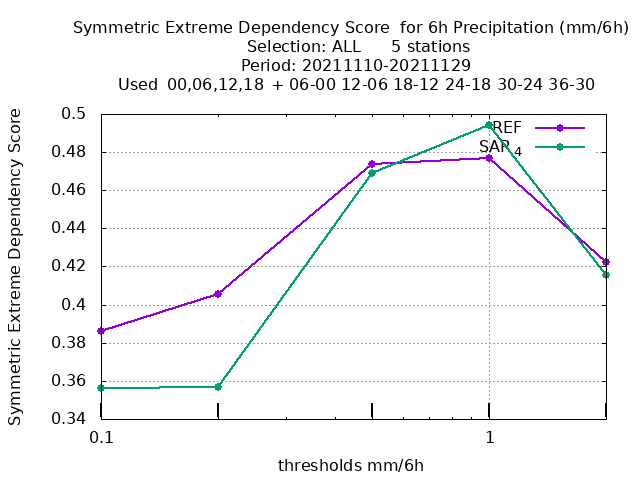 Symmetric Extreme Dependency Score  for 6h Precipitation (mm/6h)
Selection: ALL      5 stations
Period: 20211110-20211129
Used  00,06,12,18  + 06-00 12-06 18-12 24-18 30-24 36-30
Symmetric Extreme Dependency Score
0.5
0.48
0.46
0.44
0.42
0.4
0.38
0.36
0.34
REF
0.1
1
thresholds mm/6h